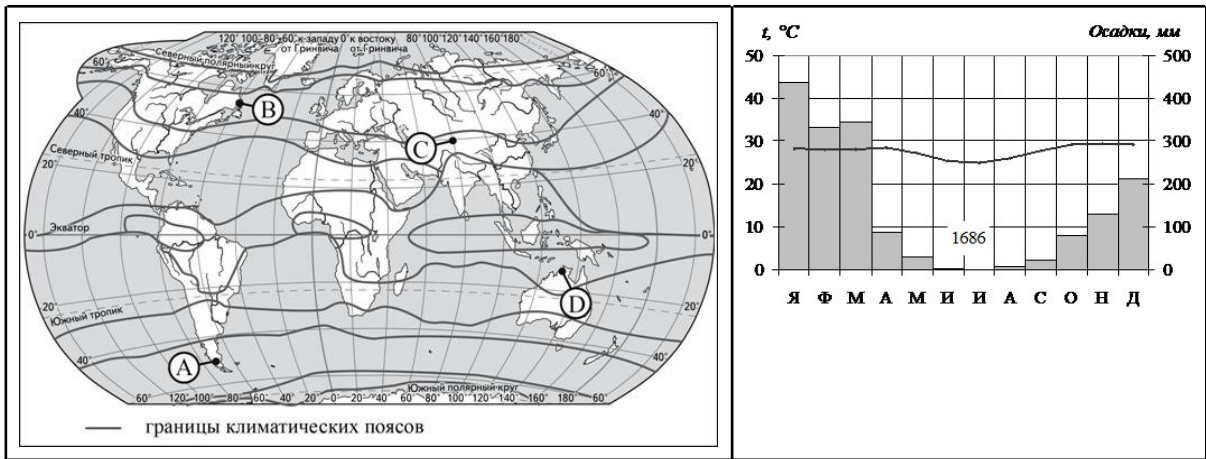 120° 100° 80° 60° к западу 0° к востоку 80° 100° 120° 140° 160° 180°
от Гринвича от Гринвича
Северный полярный круг
60° 60°
40° 40°
B
C
Северный тропик
20° 20°
Экватор
0° 0°
D
20° 20°
Южный тропик
40° 40°
A
Южный полярный круг
60° 120° 100° 80° 60° 40° 20° 0° 20° 40° 60° 80° 100° 120° 140° 160° 180° 60°
границы климатических поясов
t, °C Осадки, мм
50 500
40 400
30 300
20 200
10 100
0 0
1686
Я Ф М А М И И А С О Н Д